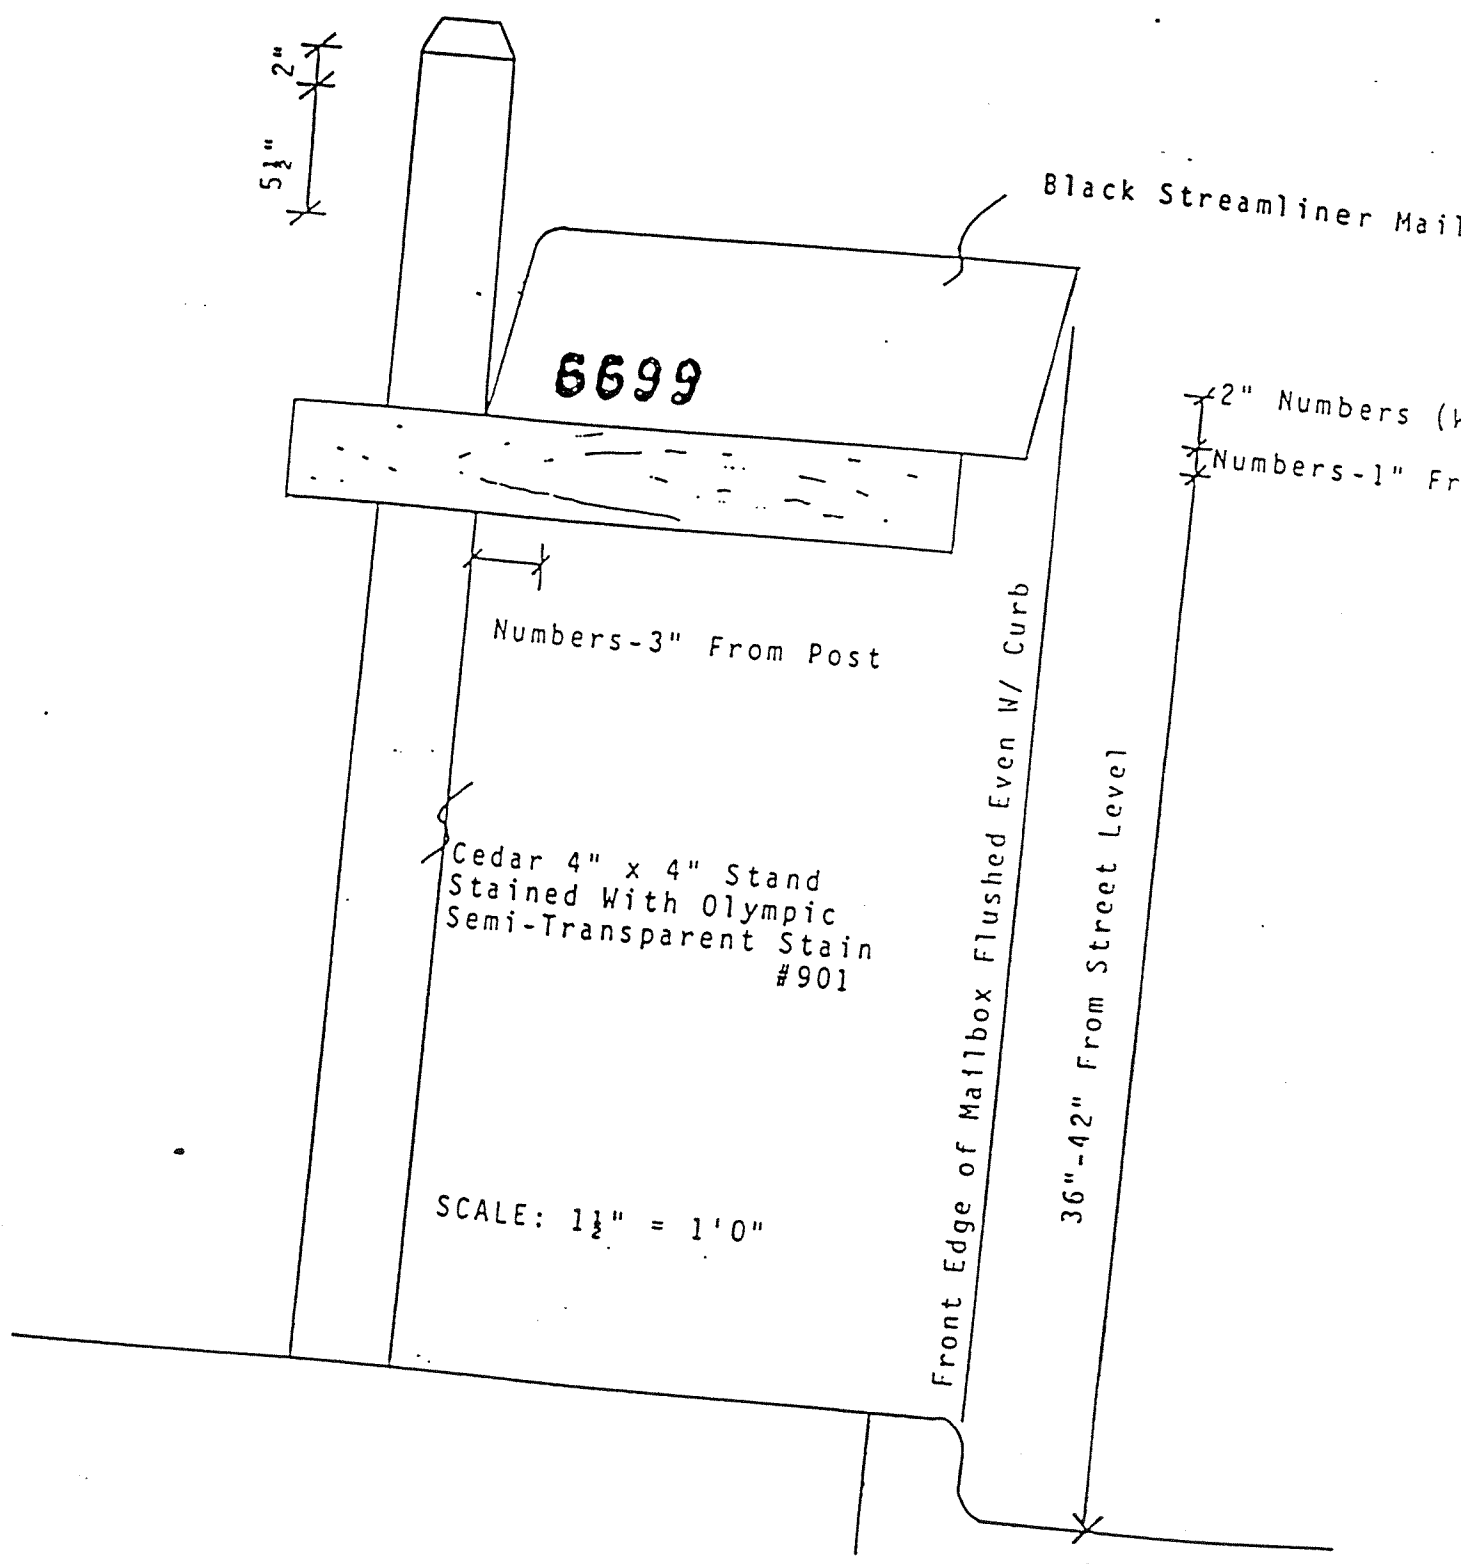 2"
5½"
Black Streamliner
6699
2" Numbers
Numbers-1"
Numbers-3" From Post
Front Edge of Mailbox Flushed Even W/ Curb
36"-42" From Street Level
Cedar 4" x 4" Stand
Stained With Olympic
Semi-Transparent Stain
#901
SCALE: 1½" = 1'0"